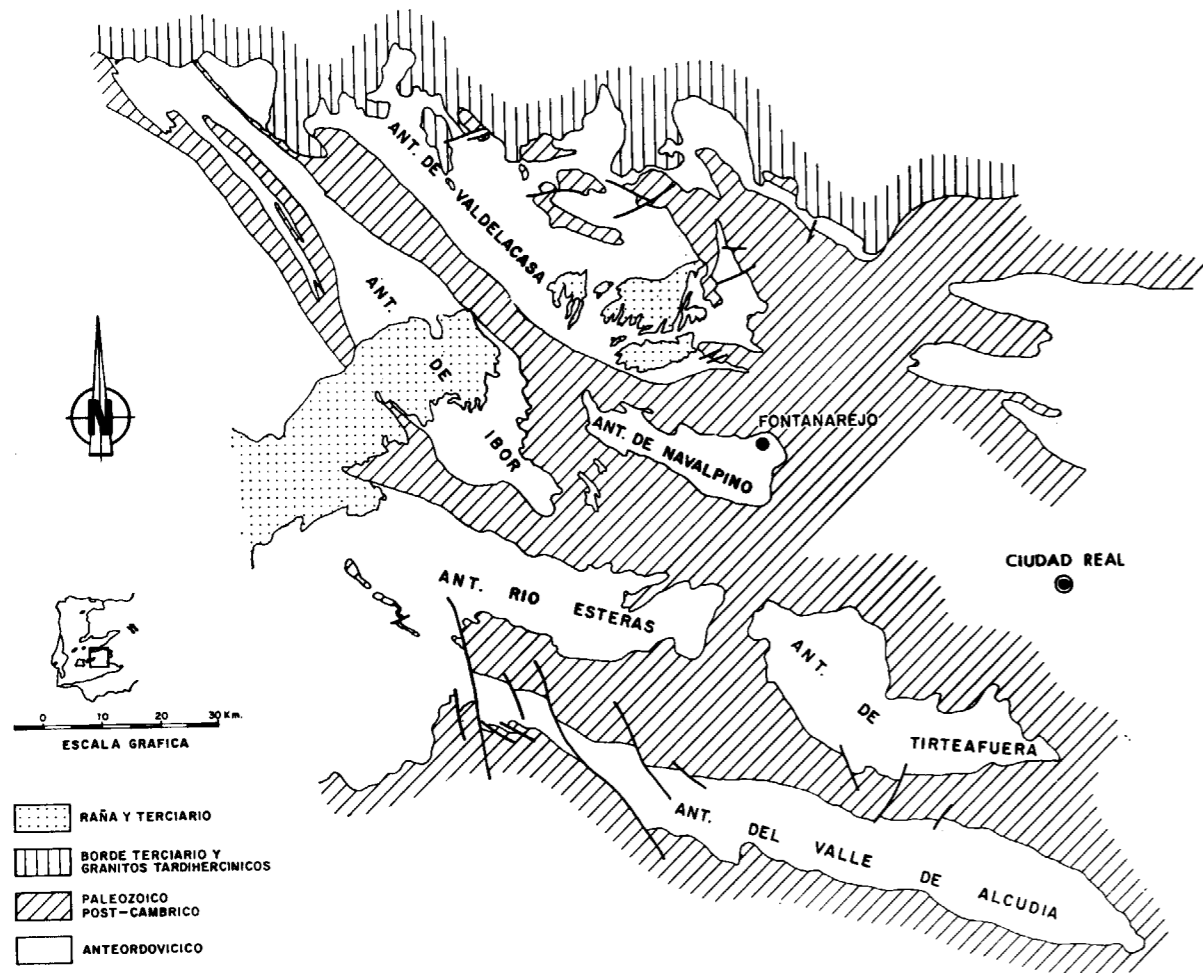 ANT. DE VALDELACASA
ANT. DE IBOR
N
FONTANAREJO
ANT. DE NAVALPINO
CIUDAD REAL
ANT. RIO ESTERAS
ANT. DE TIRTEAFUERA
ANT. DEL VALLE DE ALCUDIA
0 10 20 30 Km.
ESCALA GRAFICA
RAÑA Y TERCIARIO
BORDE TERCIARIO Y
GRANITOS TARDIHERCINICOS
PALEOZOICO
POST-CAMBRICO
ANTEORDOVICICO